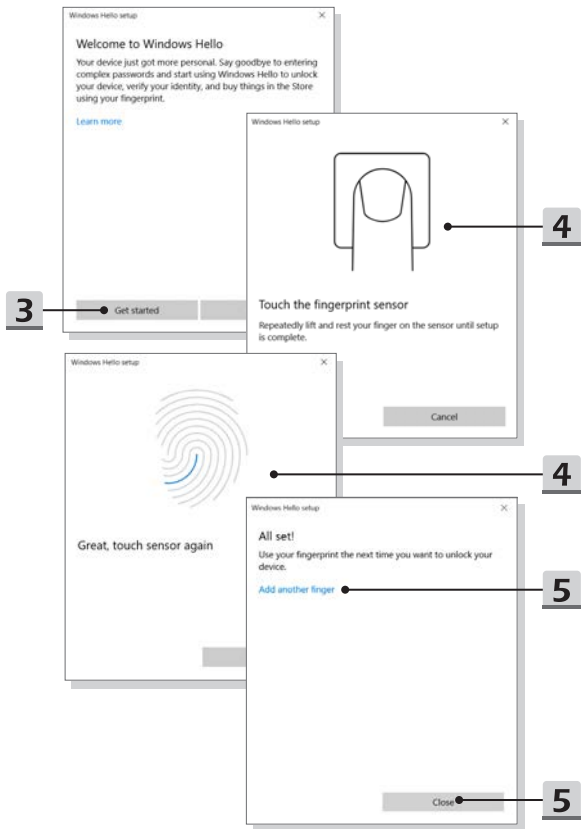 Windows Hello setup
Welcome to Windows Hello
Your device just got more personal. Say goodbye to entering
complex passwords and start using Windows Hello to unlock
your device, verify your identity, and buy things in the Store
using your fingerprint.
Learn more
3
Get started
Windows Hello setup
4
Touch the fingerprint sensor
Repeatedly lift and rest your finger on the sensor until setup
is complete.
Cancel
Windows Hello setup
4
Great, touch sensor again
Windows Hello setup
All set!
Use your fingerprint the next time you want to unlock your
device.
Add another finger
5
Close
5